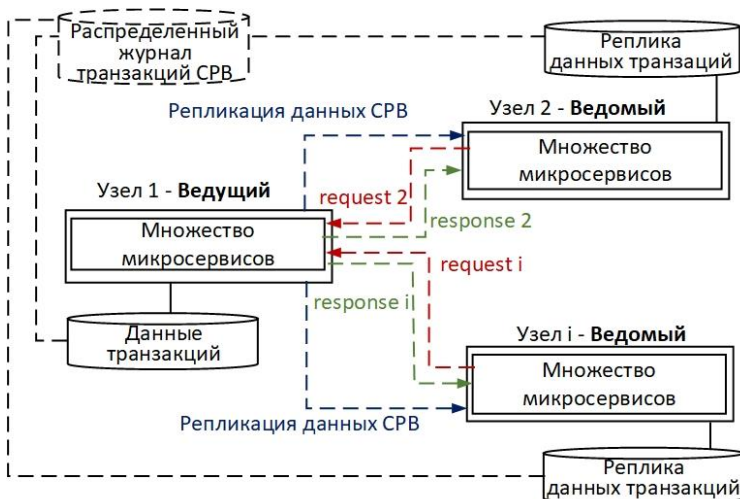 Распределенный
журнал
транзакций СРВ
Реплика
данных транзаций
Репликация данных СРВ
Узел 2 - Ведомый
Множество
микросервисов
Узел 1 - Ведущий
request 2
response 2
Множество
микросервисов
request i
response i
Данные
транзакций
Узел i - Ведомый
Множество
микросервисов
Репликация данных СРВ
Реплика
данных транзакций